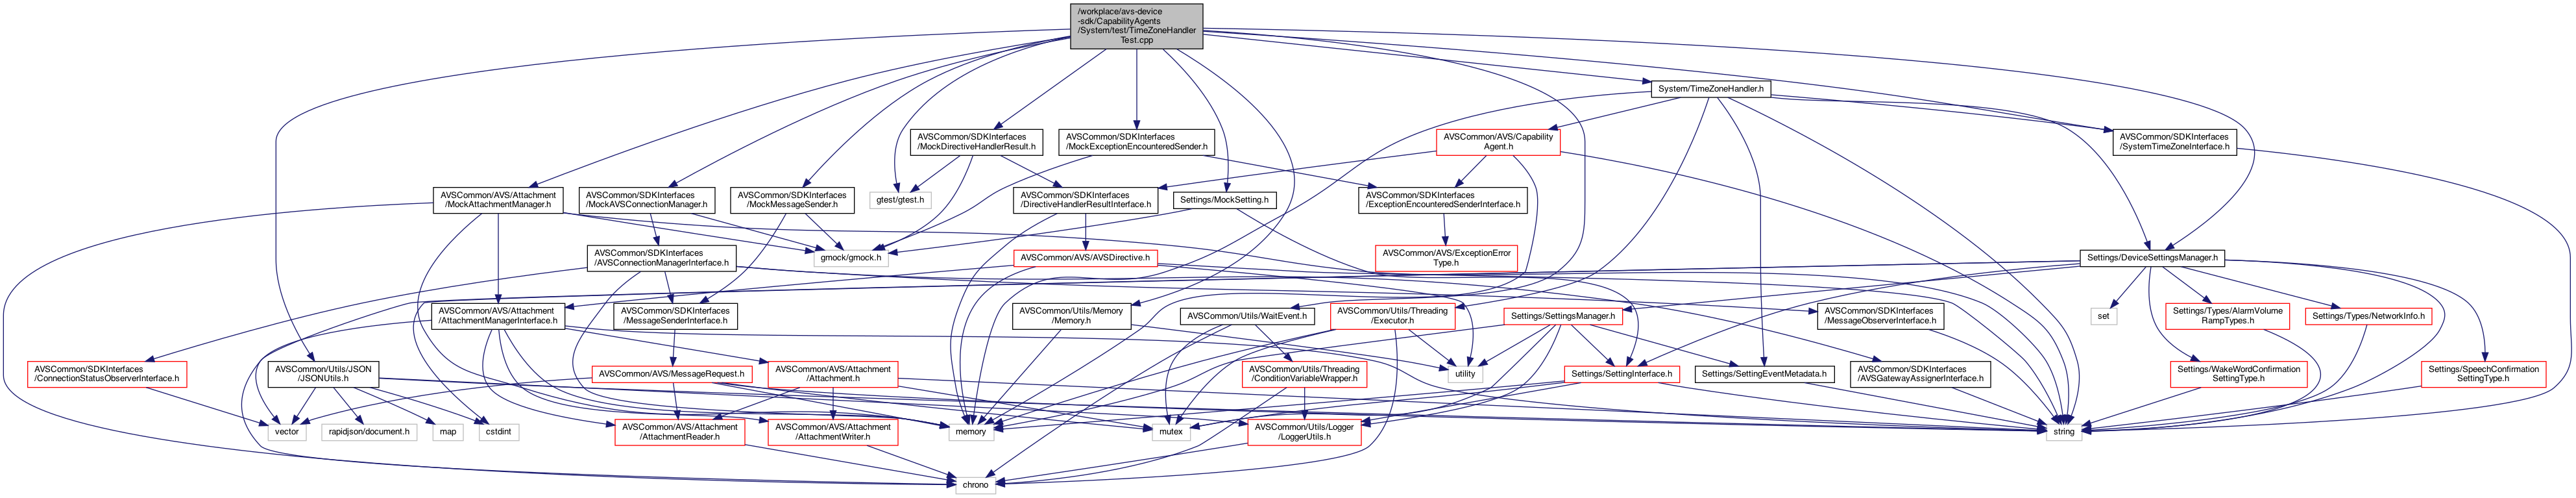 /workplace/avs-device
-sdk/CapabilityAgents
/System/test/TimeZoneHandler
Test.cpp
System/TimeZoneHandler.h
AVSCommon/SDKInterfaces
/MockDirectiveHandlerResult.h
AVSCommon/SDKInterfaces
/MockExceptionEncounteredSender.h
AVSCommon/AVS/Capability
Agent.h
AVSCommon/SDKInterfaces
/SystemTimeZoneInterface.h
AVSCommon/AVS/Attachment
/MockAttachmentManager.h
AVSCommon/SDKInterfaces
/MockAVSConnectionManager.h
AVSCommon/SDKInterfaces
/MockMessageSender.h
gtest/gtest.h
AVSCommon/SDKInterfaces
/DirectiveHandlerResultInterface.h
Settings/MockSetting.h
AVSCommon/SDKInterfaces
/ExceptionEncounteredSenderInterface.h
AVSCommon/SDKInterfaces
/AVSConnectionManagerInterface.h
gmock/gmock.h
AVSCommon/AVS/AVSDirective.h
AVSCommon/AVS/ExceptionError
Type.h
Settings/DeviceSettingsManager.h
AVSCommon/AVS/Attachment
/AttachmentManagerInterface.h
AVSCommon/SDKInterfaces
/MessageSenderInterface.h
AVSCommon/Utils/Memory
/Memory.h
AVSCommon/Utils/WaitEvent.h
AVSCommon/Utils/Threading
/Executor.h
Settings/SettingsManager.h
AVSCommon/SDKInterfaces
/MessageObserverInterface.h
set
Settings/Types/AlarmVolume
RampTypes.h
Settings/Types/NetworkInfo.h
AVSCommon/SDKInterfaces
/ConnectionStatusObserverInterface.h
AVSCommon/Utils/JSON
/JSONUtils.h
AVSCommon/AVS/MessageRequest.h
AVSCommon/AVS/Attachment
/Attachment.h
AVSCommon/Utils/Threading
/ConditionVariableWrapper.h
utility
Settings/SettingInterface.h
Settings/SettingEventMetadata.h
AVSCommon/SDKInterfaces
/AVSGatewayAssignerInterface.h
Settings/WakeWordConfirmation
SettingType.h
Settings/SpeechConfirmation
SettingType.h
vector
rapidjson/document.h
map
cstdint
AVSCommon/AVS/Attachment
/AttachmentReader.h
AVSCommon/AVS/Attachment
/AttachmentWriter.h
memory
mutex
AVSCommon/Utils/Logger
/LoggerUtils.h
string
chrono